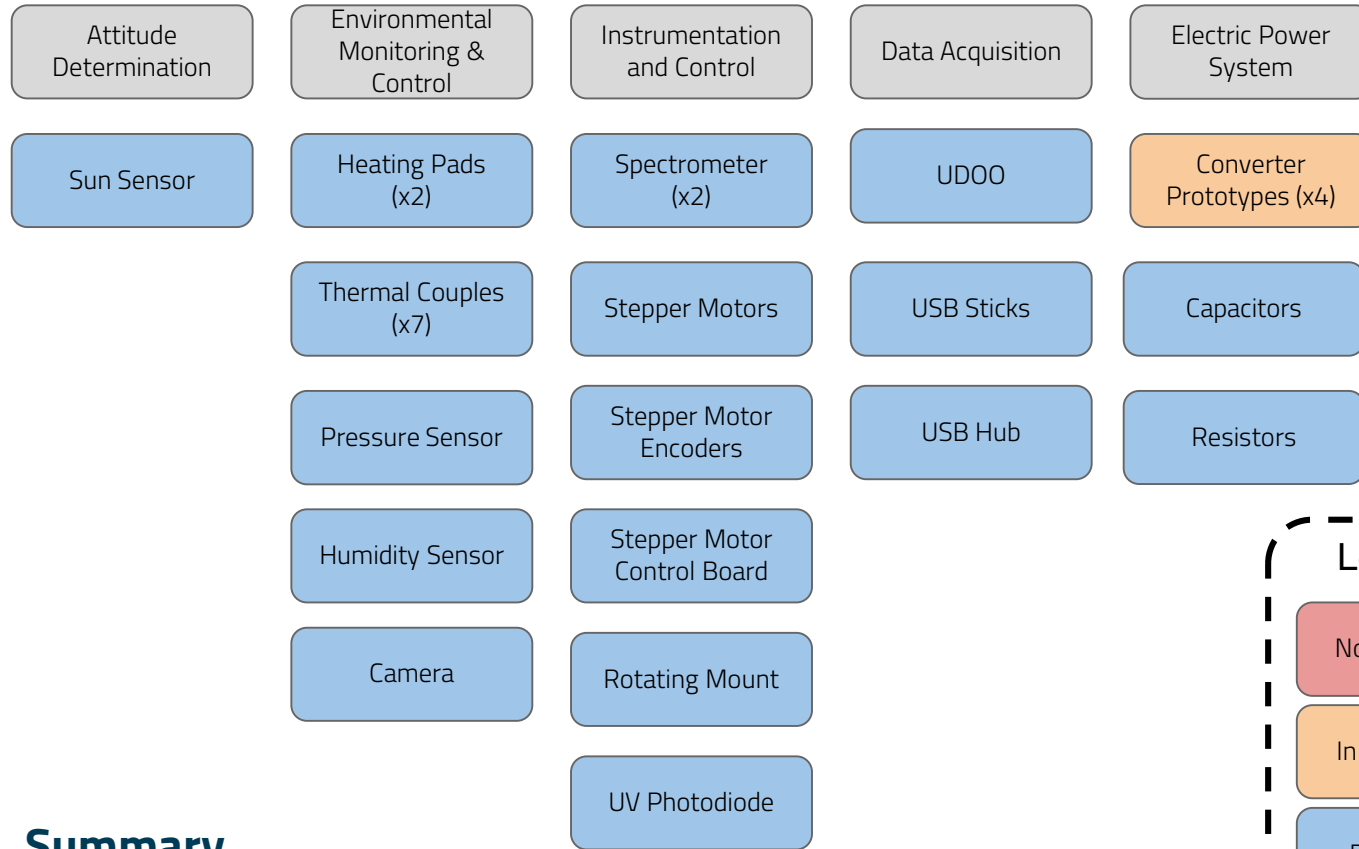 Attitude
Determination
Environmental
Monitoring &
Control
Instrumentation
and Control
Data Acquisition
Electric Power
System
Sun Sensor
Heating Pads
(x2)
Spectrometer
(x2)
UDOO
Converter
Prototypes (x4)
Thermal Couples
(x7)
Stepper Motors
USB Sticks
Capacitors
Pressure Sensor
Stepper Motor
Encoders
USB Hub
Resistors
Humidity Sensor
Stepper Motor
Control Board
Camera
Rotating Mount
In
UV Photodiode
Summary